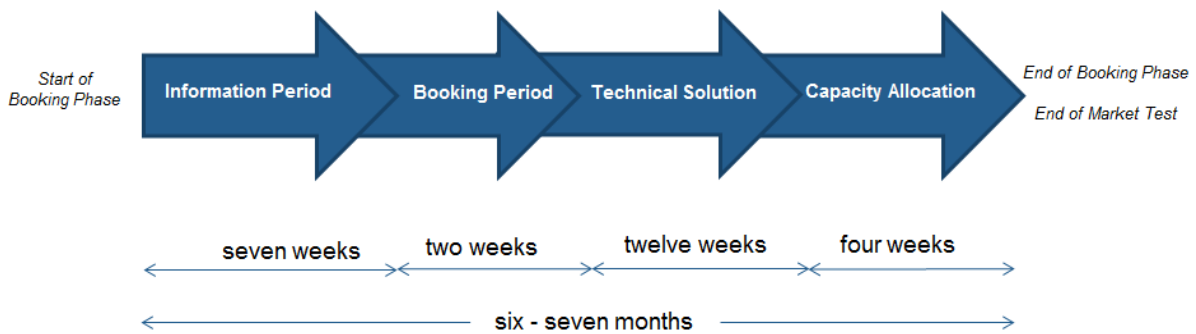 Start of
Booking Phase
Information Period
Booking Period
Technical Solution
Capacity Allocation
End of Booking Phase
End of Market Test
seven weeks
two weeks
twelve weeks
four weeks
six - seven months